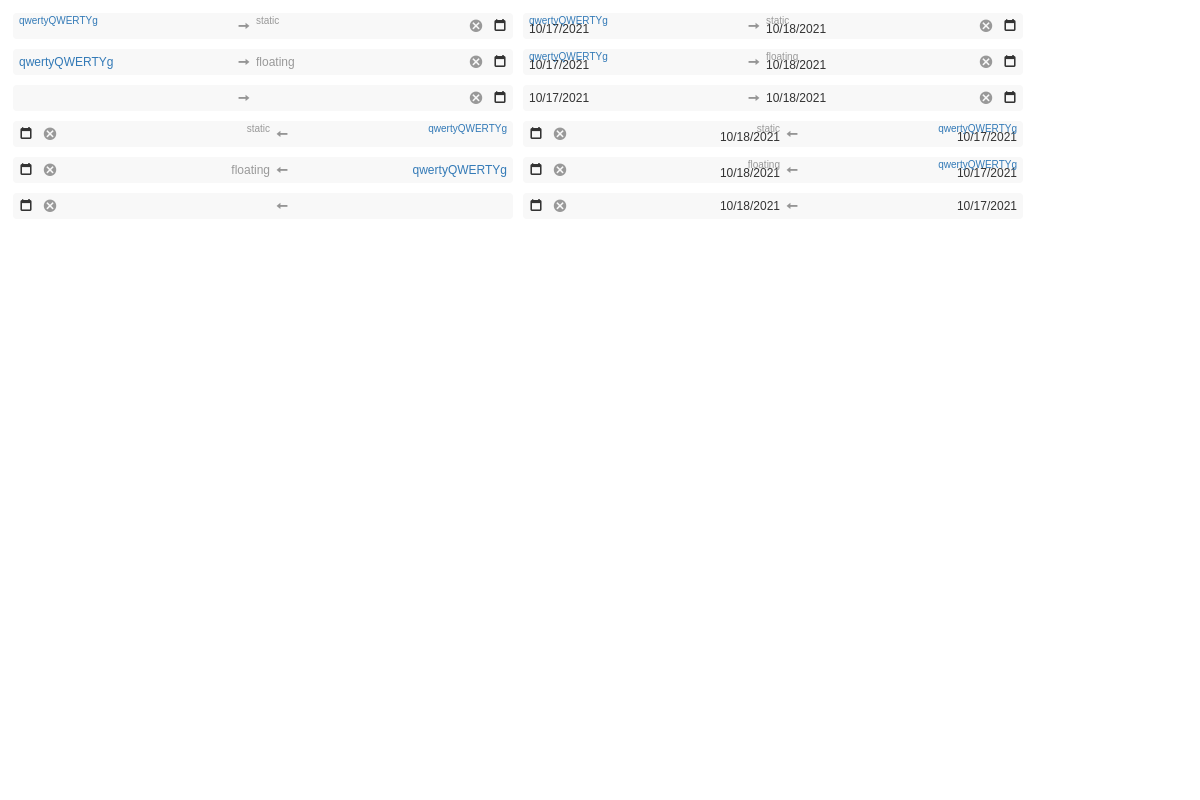 qwertyQWERTYg static qwertyQWERTYg static
10/17/2021 10/18/2021
qwertyQWERTYg floating qwertyQWERTYg floating
10/17/2021 10/18/2021
10/17/2021 10/18/2021
static qwertyQWERTYg static qwertyQWERTYg
10/18/2021 10/17/2021
floating qwertyQWERTYg floating qwertyQWERTYg
10/18/2021 10/17/2021
10/18/2021 10/17/2021